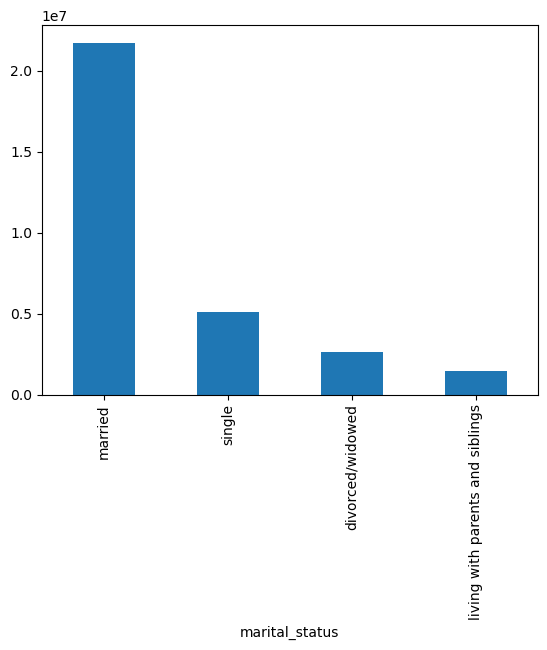 1e7
2.0
1.5
1.0
0.5
0.0
married
single
divorced/widowed
living with parents and siblings
marital_status